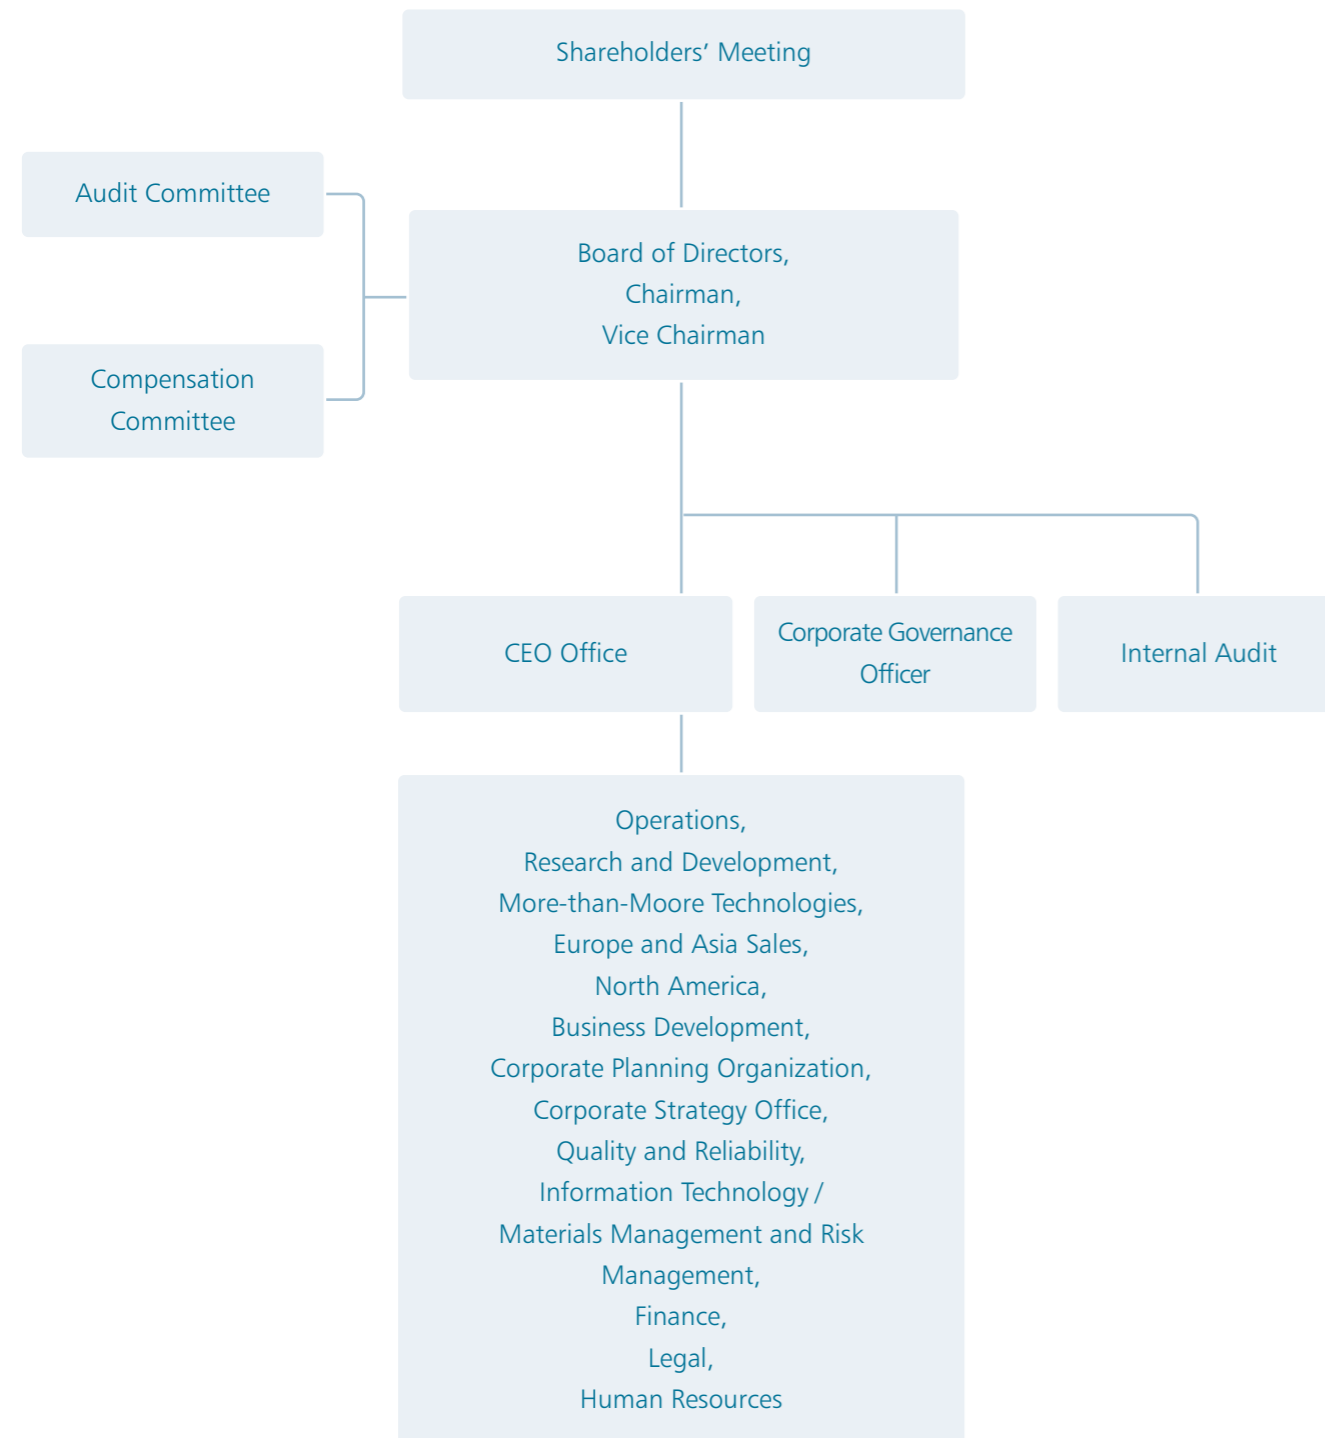 Shareholders’ Meeting
Audit Committee
Board of Directors,
Chairman,
Vice Chairman
Compensation
Committee
CEO Office
Corporate Governance
Officer
Internal Audit
Operations,
Research and Development,
More-than-Moore Technologies,
Europe and Asia Sales,
North America,
Business Development,
Corporate Planning Organization,
Corporate Strategy Office,
Quality and Reliability,
Information Technology /
Materials Management and Risk
Management,
Finance,
Legal,
Human Resources